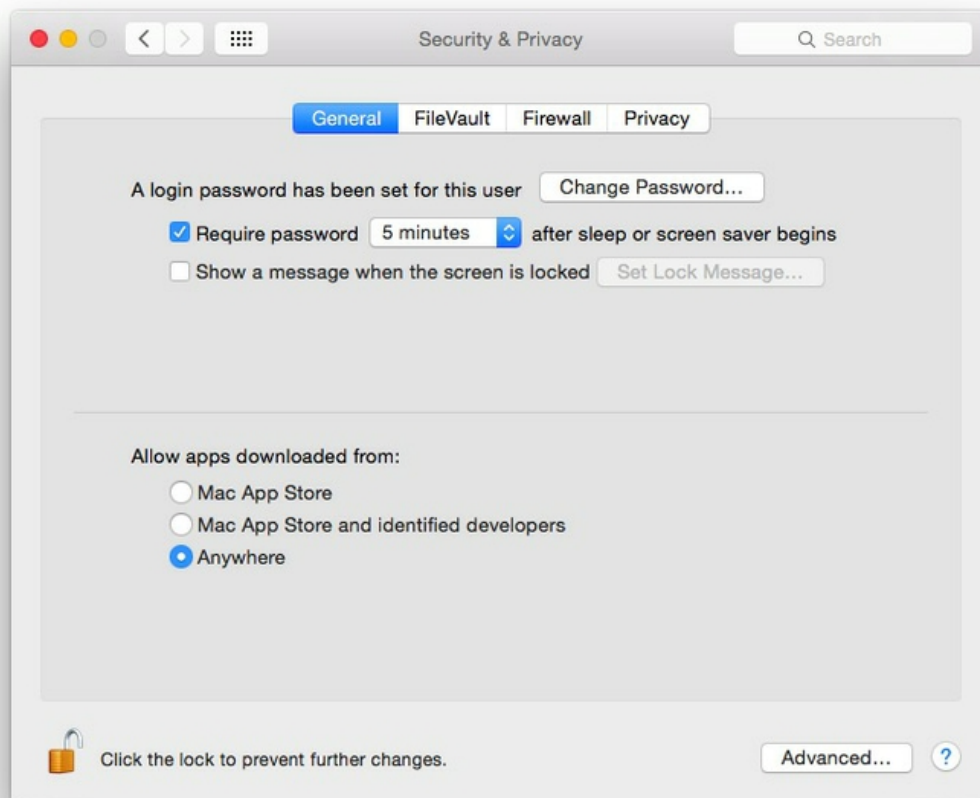 Security & Privacy
Search
General FileVault Firewall Privacy
A login password has been set for this user Change Password...
Require password 5 minutes after sleep or screen saver begins
Show a message when the screen is locked Set Lock Message...
Allow apps downloaded from:
Mac App Store
Mac App Store and identified developers
Anywhere
Click the lock to prevent further changes. Advanced... ?